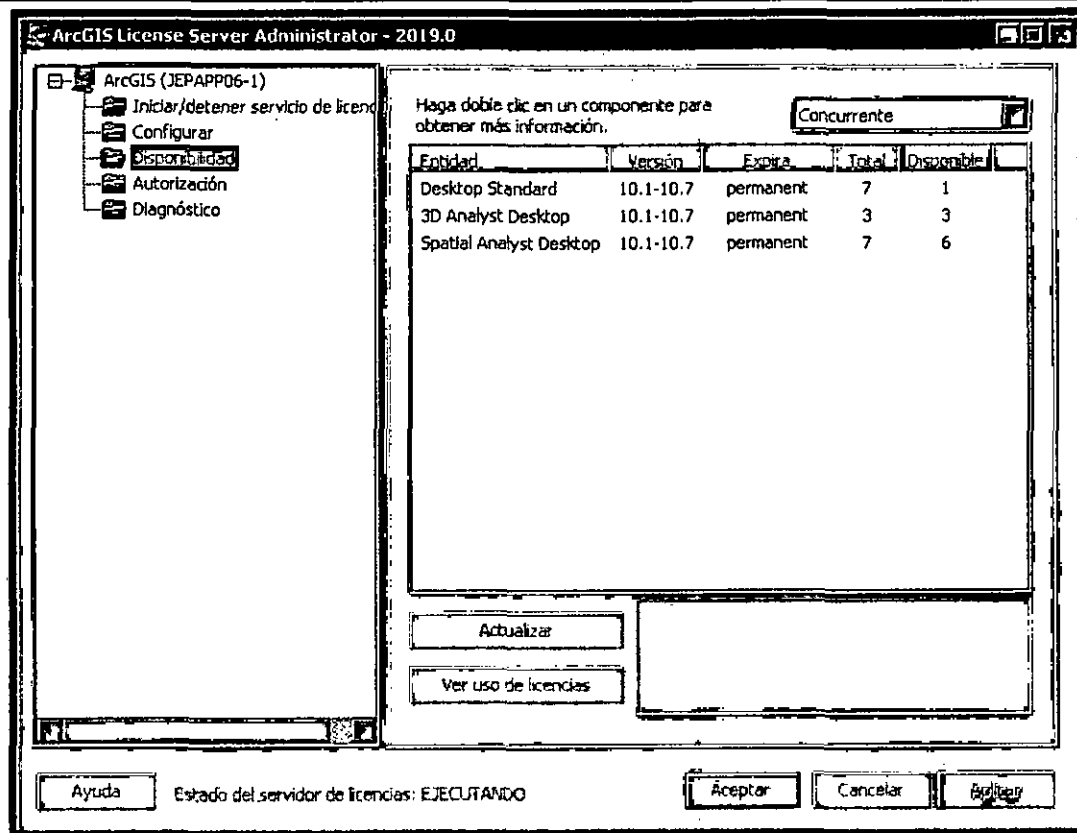 ArcGIS License Server Administrator - 2019.0
ArcGIS (JEPAPP06-1)
Iniciar/detener servicio de licenc
Configurar
Disponibilidad
Autorización
Diagnóstico
Haga doble clic en un componente para
obtener más información.
Concurrente
Entidad Versión Expira Total Disponible
Desktop Standard 10.1-10.7 permanent 7 1
3D Analyst Desktop 10.1-10.7 permanent 3 3
Spatial Analyst Desktop 10.1-10.7 permanent 7 6
Actualizar
Ver uso de licencias
Ayuda
Estado del servidor de licencias: EJECUTANDO
Aceptar
Cancelar
Aplicar